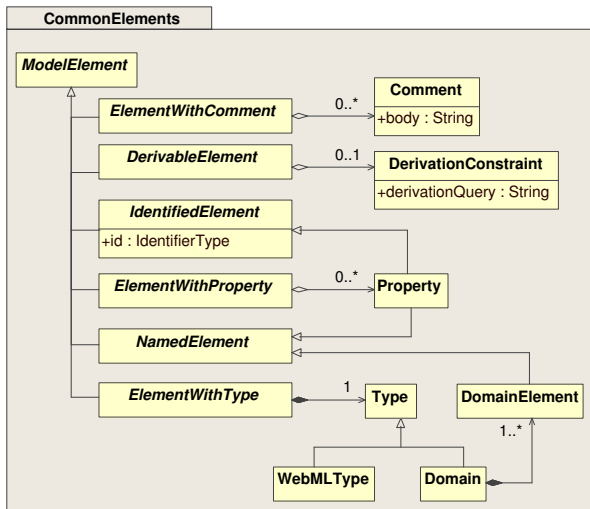 CommonElements
ModelElement
ElementWithComment
0..*
Comment
+body : String
DerivableElement
0..1
DerivationConstraint
+derivationQuery : String
IdentifiedElement
+id : IdentifierType
ElementWithProperty
0..*
Property
NamedElement
ElementWithType
1
Type
DomainElement
1..*
WebMLType
Domain